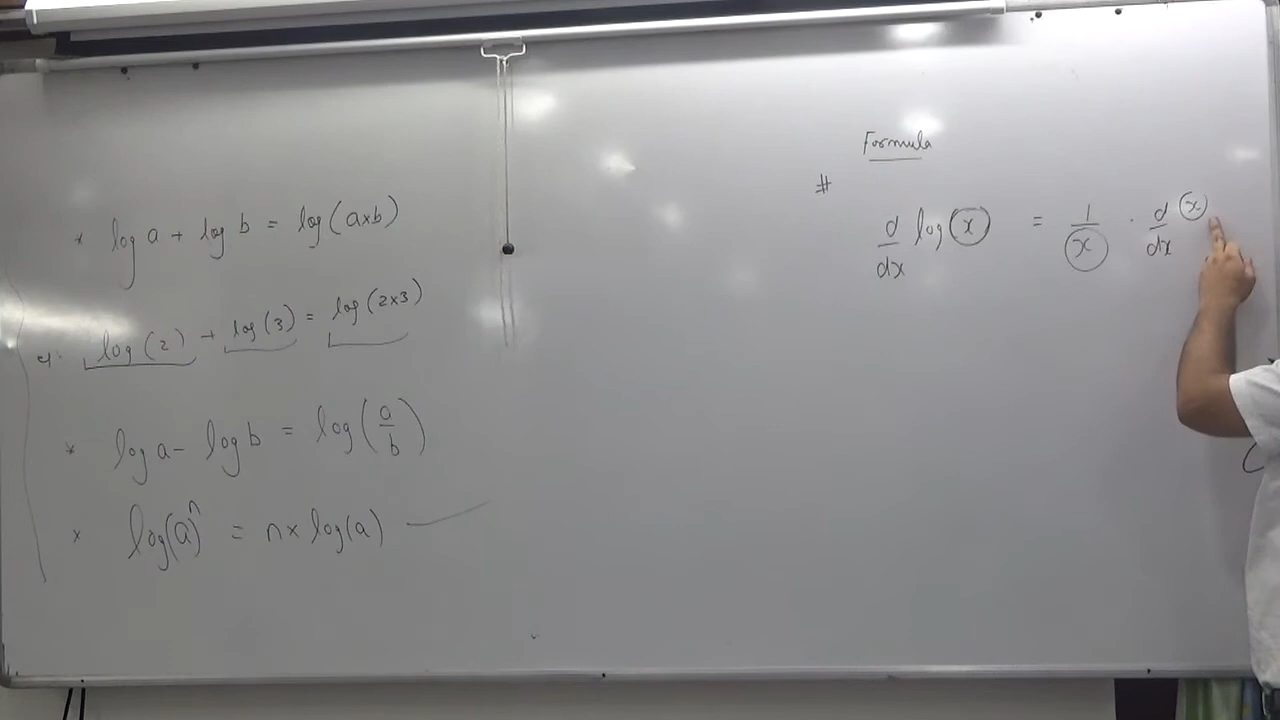 * log a + log b = log(a×b)
eg: log(2) + log(3) = log(2×3)
* log a - log b = log(a/b)
× log(a)ⁿ = n× log(a)
Formula
#
d/dx log(x) = 1/x · d/dx (x)